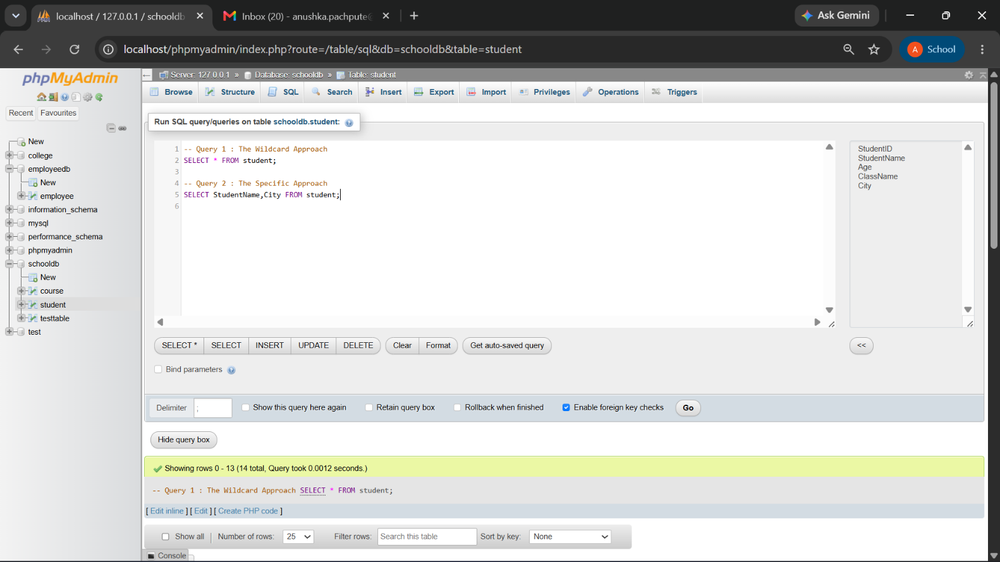 localhost / 127.0.0.1 / schooldb
Inbox (20) - anushka.pachpute@
Ask Gemini
localhost/phpmyadmin/index.php?route=/table/sql&db=schooldb&table=student
A School
phpMyAdmin
Recent Favourites
New
college
employeedb
New
employee
information_schema
mysql
performance_schema
phpmyadmin
schooldb
New
course
student
testtable
test
Server: 127.0.0.1 » Database: schooldb » Table: student
Browse Structure SQL Search Insert Export Import Privileges Operations Triggers
Run SQL query/queries on table schooldb.student:
1 -- Query 1 : The Wildcard Approach
2 SELECT * FROM student;
3
4 -- Query 2 : The Specific Approach
5 SELECT StudentName,City FROM student;
6
StudentID
StudentName
Age
ClassName
City
SELECT * SELECT INSERT UPDATE DELETE Clear Format Get auto-saved query <<
Bind parameters
Delimiter ; Show this query here again Retain query box Rollback when finished Enable foreign key checks Go
Hide query box
Showing rows 0 - 13 (14 total, Query took 0.0012 seconds.)
-- Query 1 : The Wildcard Approach SELECT * FROM student;
[ Edit inline ] [ Edit ] [ Create PHP code ]
Show all | Number of rows: 25 Filter rows: Search this table Sort by key: None
Console